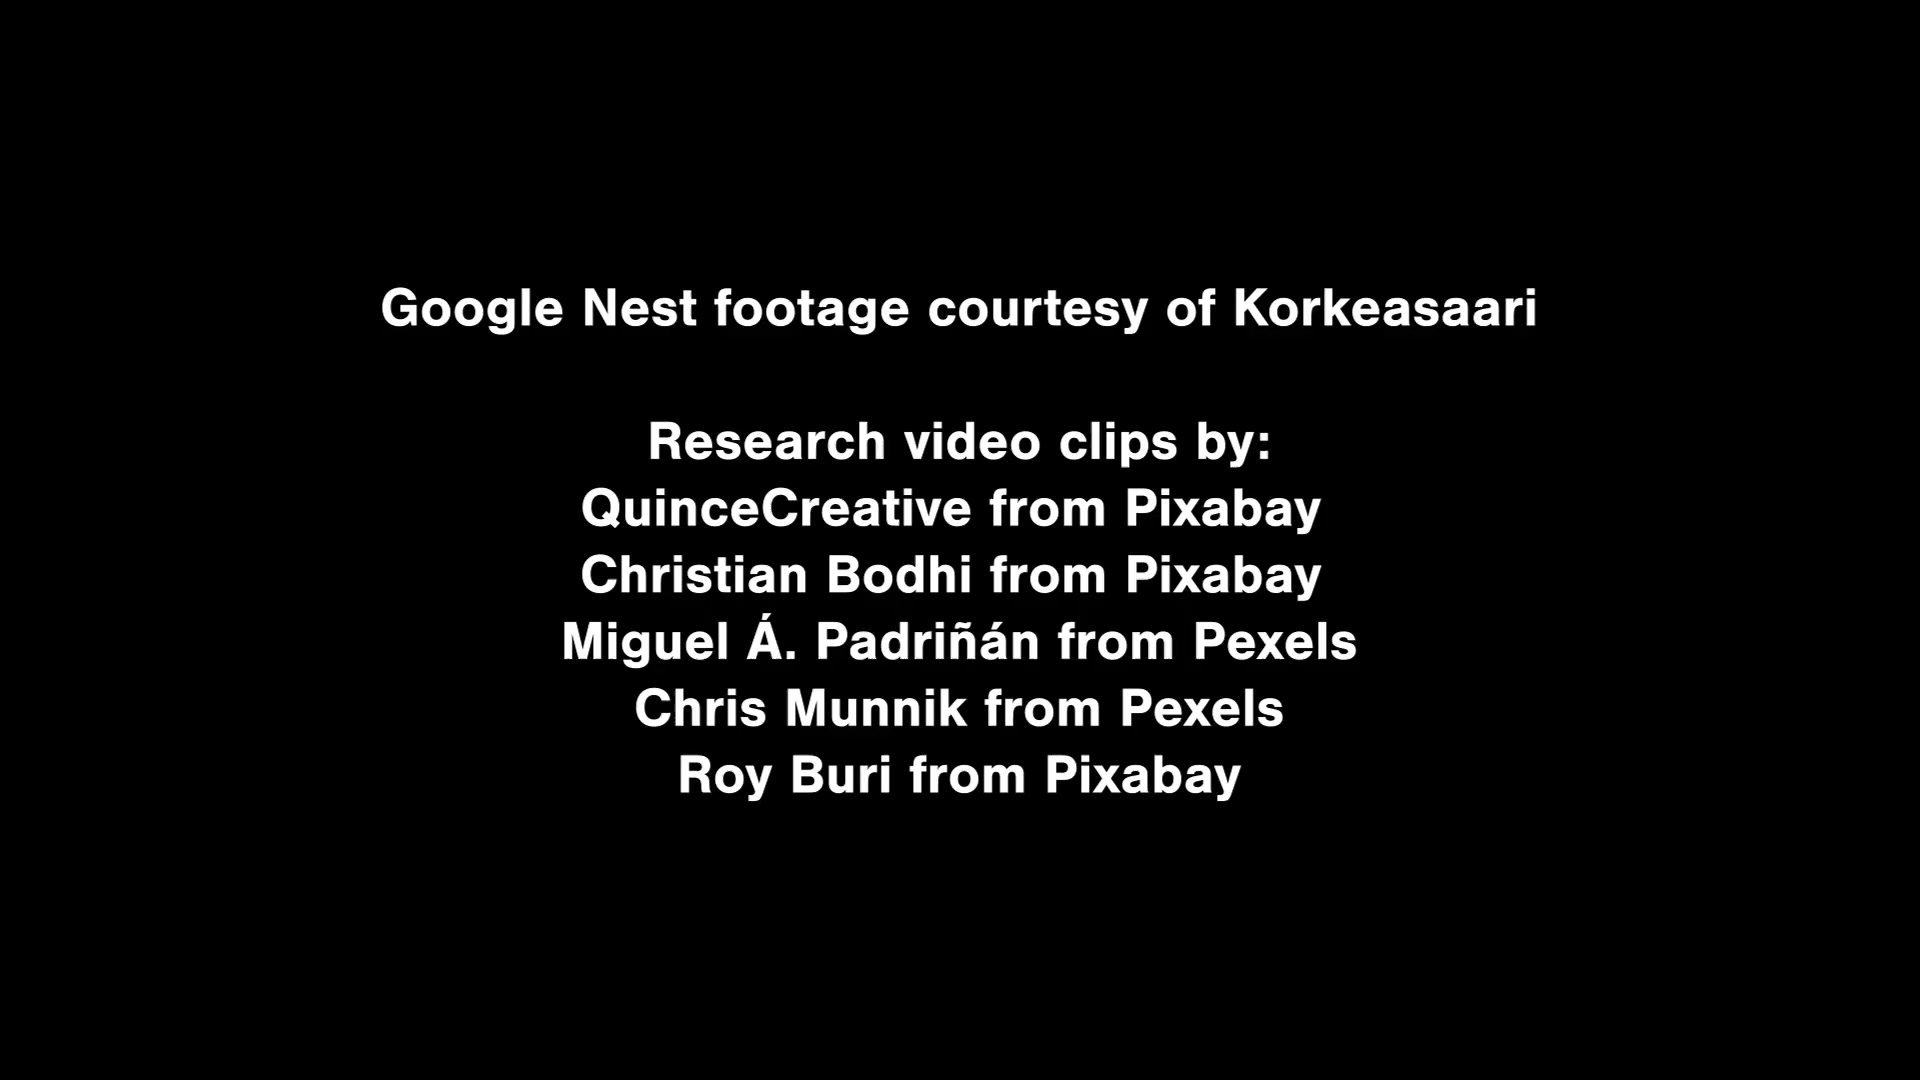 Google Nest footage courtesy of Korkeasaari
Research video clips by:
QuinceCreative from Pixabay
Christian Bodhi from Pixabay
Miguel Á. Padriñán from Pexels
Chris Munnik from Pexels
Roy Buri from Pixabay